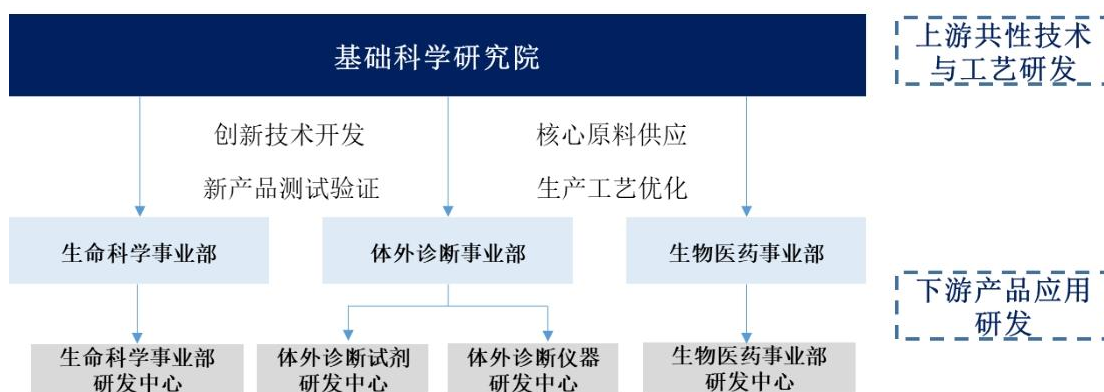 基础科学研究院
上游共性技术
与工艺研发
创新技术开发
核心原料供应
新产品测试验证
生产工艺优化
生命科学事业部
体外诊断事业部
生物医药事业部
下游产品应用
研发
生命科学事业部
研发中心
体外诊断试剂
研发中心
体外诊断仪器
研发中心
生物医药事业部
研发中心